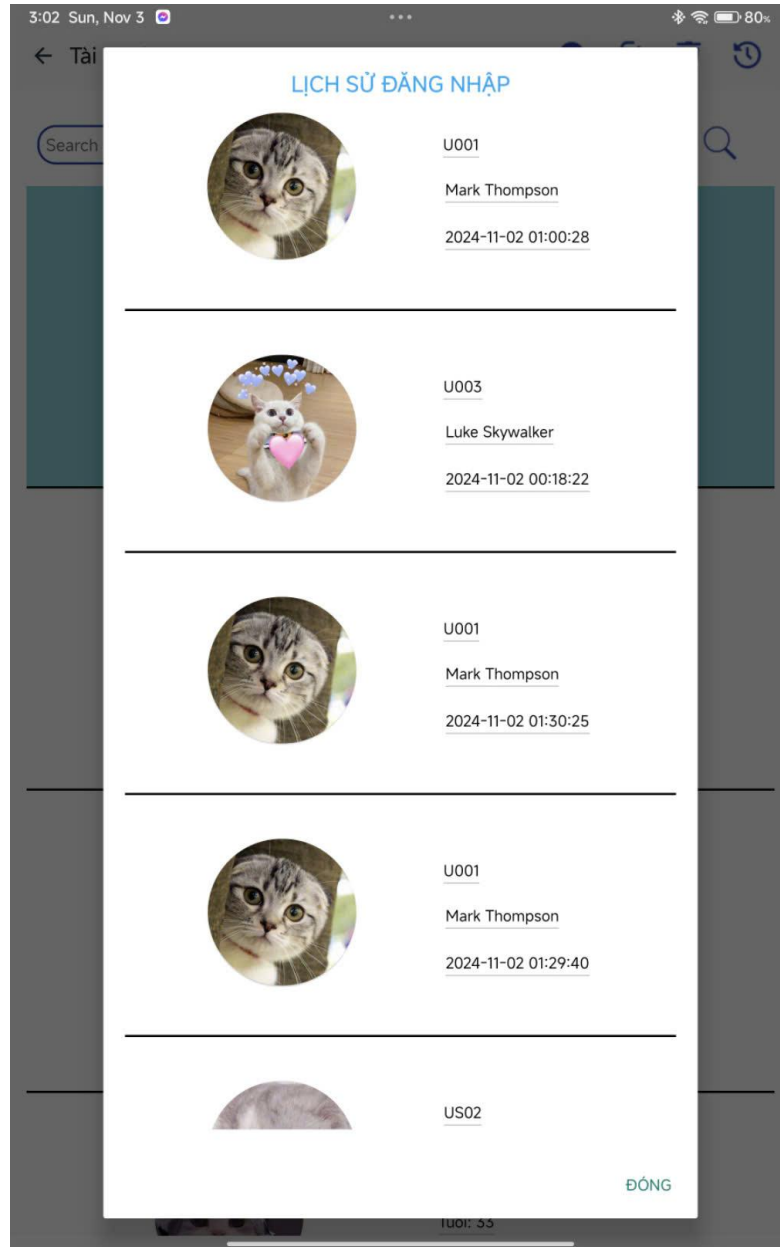 3:02 Sun, Nov 3
80%
Tài
LỊCH SỬ ĐĂNG NHẬP
Search
U001
Mark Thompson
2024-11-02 01:00:28
U003
Luke Skywalker
2024-11-02 00:18:22
U001
Mark Thompson
2024-11-02 01:30:25
U001
Mark Thompson
2024-11-02 01:29:40
US02
ĐÓNG
Tuổi: 33